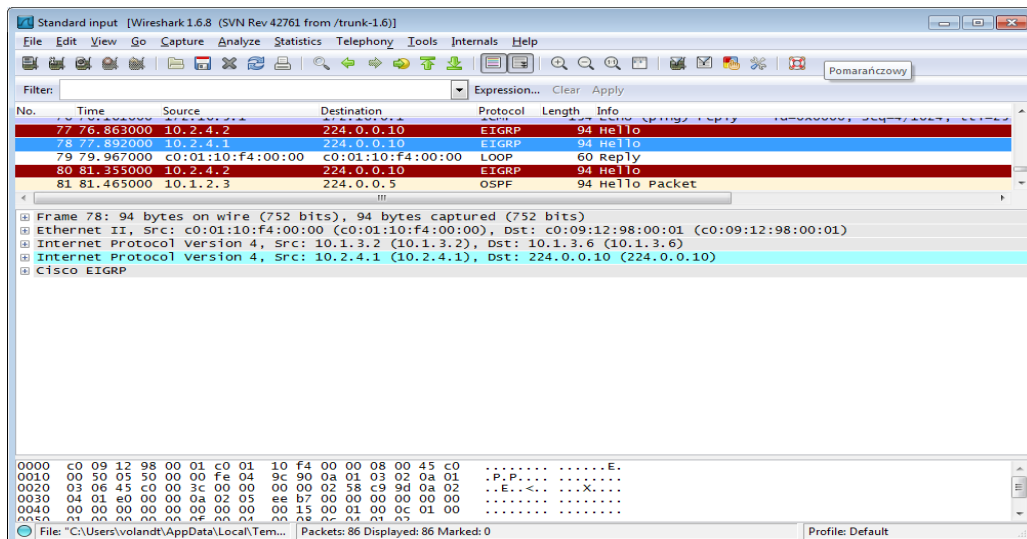 Standard input [Wireshark 1.6.8 (SVN Rev 42761 from /trunk-1.6)]
File Edit View Go Capture Analyze Statistics Telephony Tools Internals Help
Pomarańczowy
Filter: Expression... Clear Apply
No. Time Source Destination Protocol Length Info
77 76.863000 10.2.4.2 224.0.0.10 EIGRP 94 Hello
78 77.892000 10.2.4.1 224.0.0.10 EIGRP 94 Hello
79 79.967000 c0:01:10:f4:00:00 c0:01:10:f4:00:00 LOOP 60 Reply
80 81.355000 10.2.4.2 224.0.0.10 EIGRP 94 Hello
81 81.465000 10.1.2.3 224.0.0.5 OSPF 94 Hello Packet
Frame 78: 94 bytes on wire (752 bits), 94 bytes captured (752 bits)
Ethernet II, Src: c0:01:10:f4:00:00 (c0:01:10:f4:00:00), Dst: c0:09:12:98:00:01 (c0:09:12:98:00:01)
Internet Protocol Version 4, Src: 10.1.3.2 (10.1.3.2), Dst: 10.1.3.6 (10.1.3.6)
Internet Protocol Version 4, Src: 10.2.4.1 (10.2.4.1), Dst: 224.0.0.10 (224.0.0.10)
Cisco EIGRP
0000 c0 09 12 98 00 01 c0 01 10 f4 00 00 08 00 45 c0 ........ ......E.
0010 00 50 05 50 00 00 fe 04 9c 90 0a 01 03 02 0a 01 .P.P.... ........
0020 03 06 45 c0 00 3c 00 00 00 00 02 58 c9 9d 0a 02 ..E..<.. ...X....
0030 04 01 e0 00 00 0a 02 05 ee b7 00 00 00 00 00 00 ........ ........
0040 00 00 00 00 00 00 00 15 00 01 00 0c 01 00 ........ ........
File: "C:\Users\volandt\AppData\Local\Tem... Packets: 86 Displayed: 86 Marked: 0 Profile: Default